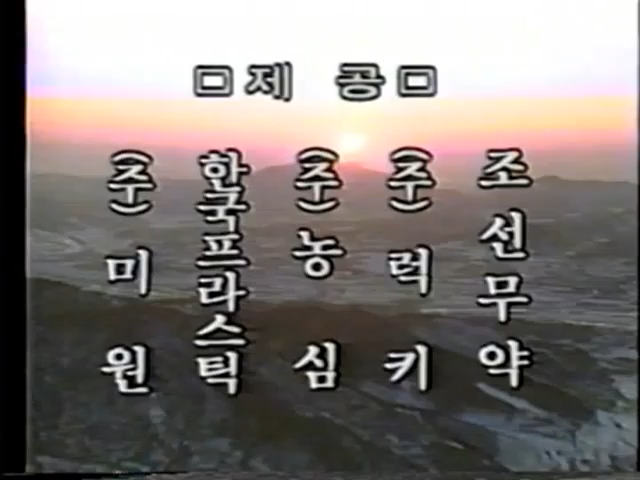 □제 공□
조선무약
(주)럭키
(주)농심
한국프라스틱
(주)미원